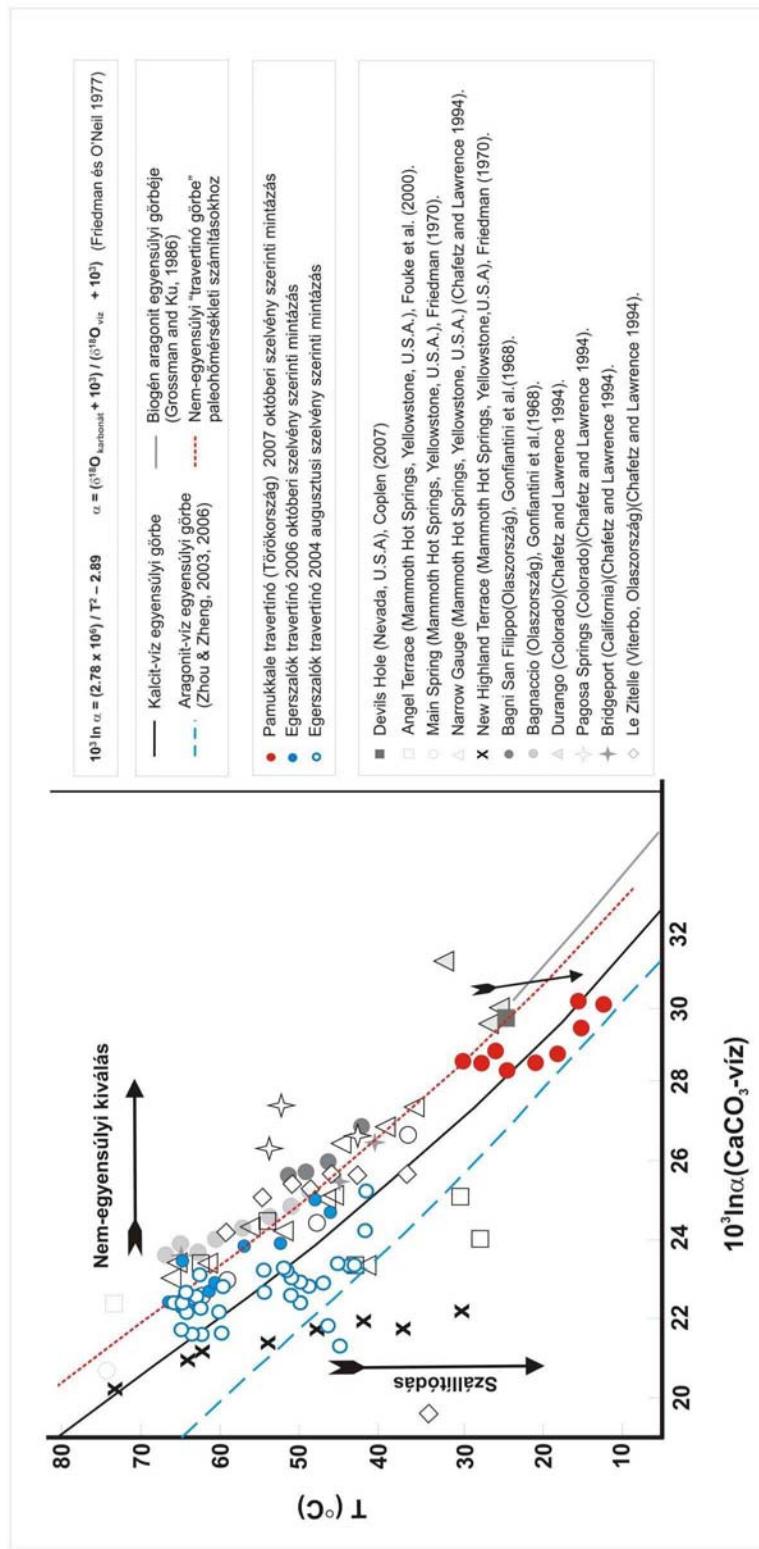 10³ ln α = (2.78 x 10⁶) / T² – 2.89 α = (δ¹⁸O karbonát + 10³) / (δ¹⁸O víz + 10³) (Friedman és O'Neil 1977)
Kalcit-víz egyensúlyi görbe
Aragonit-víz egyensúlyi görbe
(Zhou & Zheng, 2003, 2006)
Biogén aragonit egyensúlyi görbéje
(Grossman and Ku, 1986)
Nem-egyensúlyi "travertinó görbe"
paleohőmérsékleti számításokhoz
Pamukkale travertinó (Törökország) 2007 októberi szelvény szerinti mintázás
Egerszalók travertinó 2006 októberi szelvény szerinti mintázás
Egerszalók travertinó 2004 augusztusi szelvény szerinti mintázás
Devils Hole (Nevada, U.S.A), Coplen (2007)
Angel Terrace (Mammoth Hot Springs, Yellowstone, U.S.A.), Fouke et al. (2000).
Main Spring (Mammoth Hot Springs, Yellowstone, U.S.A.), Friedman (1970).
Narrow Gauge (Mammoth Hot Springs, Yellowstone, U.S.A.) (Chafetz and Lawrence 1994).
New Highland Terrace (Mammoth Hot Springs, Yellowstone,U.S.A), Friedman (1970).
Bagni San Filippo(Olaszország), Gonfiantini et al.(1968).
Bagnaccio (Olaszország), Gonfiantini et al.(1968).
Durango (Colorado)(Chafetz and Lawrence 1994).
Pagosa Springs (Colorado)(Chafetz and Lawrence 1994).
Bridgeport (California)(Chafetz and Lawrence 1994).
Le Zitelle (Viterbo, Olaszország)(Chafetz and Lawrence 1994).
Nem-egyensúlyi kiválás
Szállítódás
T (°C)
80
70
60
50
40
30
20
10
20
22
24
26
28
30
32
10³lnα(CaCO₃-víz)